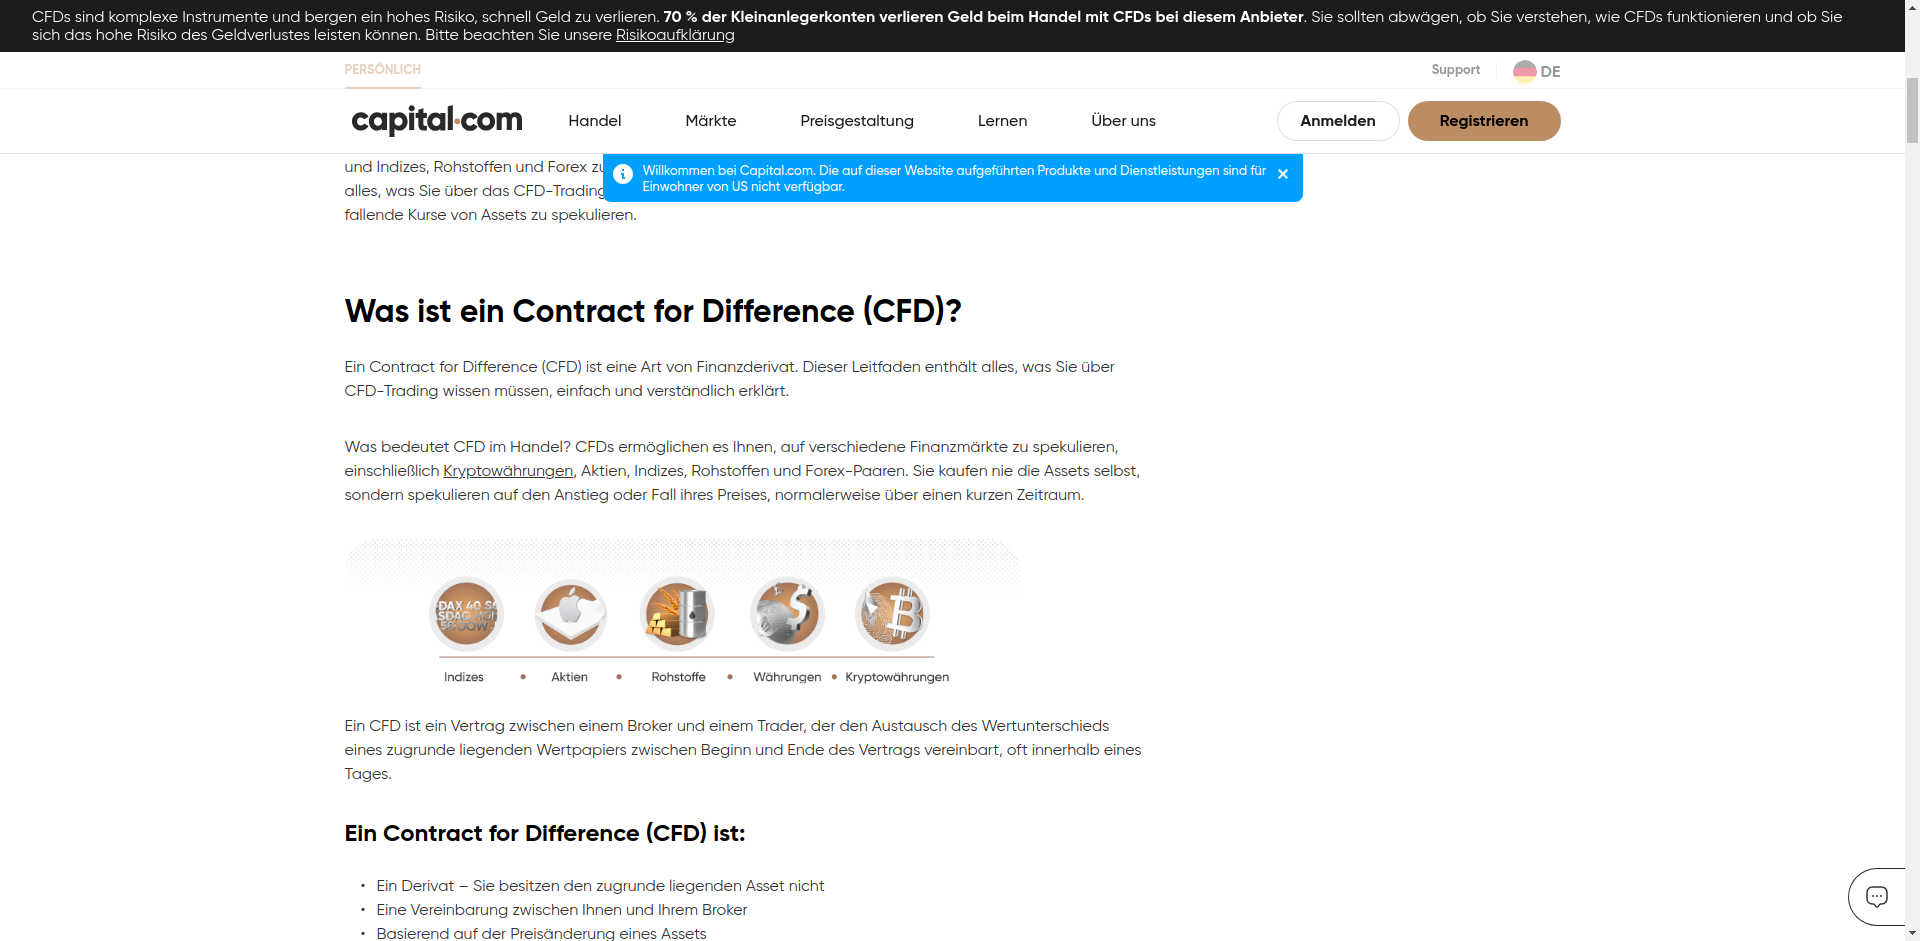 CFDs sind komplexe Instrumente und bergen ein hohes Risiko, schnell Geld zu verlieren. 70 % der Kleinanlegerkonten verlieren Geld beim Handel mit CFDs bei diesem Anbieter. Sie sollten abwägen, ob Sie verstehen, wie CFDs funktionieren und ob Sie
sich das hohe Risiko des Geldverlustes leisten können. Bitte beachten Sie unsere Risikoaufklärung
PERSÖNLICH
Support
DE
capital.com
Handel
Märkte
Preisgestaltung
Lernen
Über uns
Anmelden
Registrieren
Willkommen bei Capital.com. Die auf dieser Website aufgeführten Produkte und Dienstleistungen sind für
Einwohner von US nicht verfügbar.
und Indizes, Rohstoffen und Forex
alles, was Sie über das CFD-Trading
fallende Kurse von Assets zu spekulieren.
Was ist ein Contract for Difference (CFD)?
Ein Contract for Difference (CFD) ist eine Art von Finanzderivat. Dieser Leitfaden enthält alles, was Sie über
CFD-Trading wissen müssen, einfach und verständlich erklärt.
Was bedeutet CFD im Handel? CFDs ermöglichen es Ihnen, auf verschiedene Finanzmärkte zu spekulieren,
einschließlich Kryptowährungen, Aktien, Indizes, Rohstoffen und Forex-Paaren. Sie kaufen nie die Assets selbst,
sondern spekulieren auf den Anstieg oder Fall ihres Preises, normalerweise über einen kurzen Zeitraum.
DAX 40
Indizes • Aktien • Rohstoffe • Währungen • Kryptowährungen
Ein CFD ist ein Vertrag zwischen einem Broker und einem Trader, der den Austausch des Wertunterschieds
eines zugrunde liegenden Wertpapiers zwischen Beginn und Ende des Vertrags vereinbart, oft innerhalb eines
Tages.
Ein Contract for Difference (CFD) ist:
• Ein Derivat – Sie besitzen den zugrunde liegenden Asset nicht
• Eine Vereinbarung zwischen Ihnen und Ihrem Broker
• Basierend auf der Preisänderung eines Assets